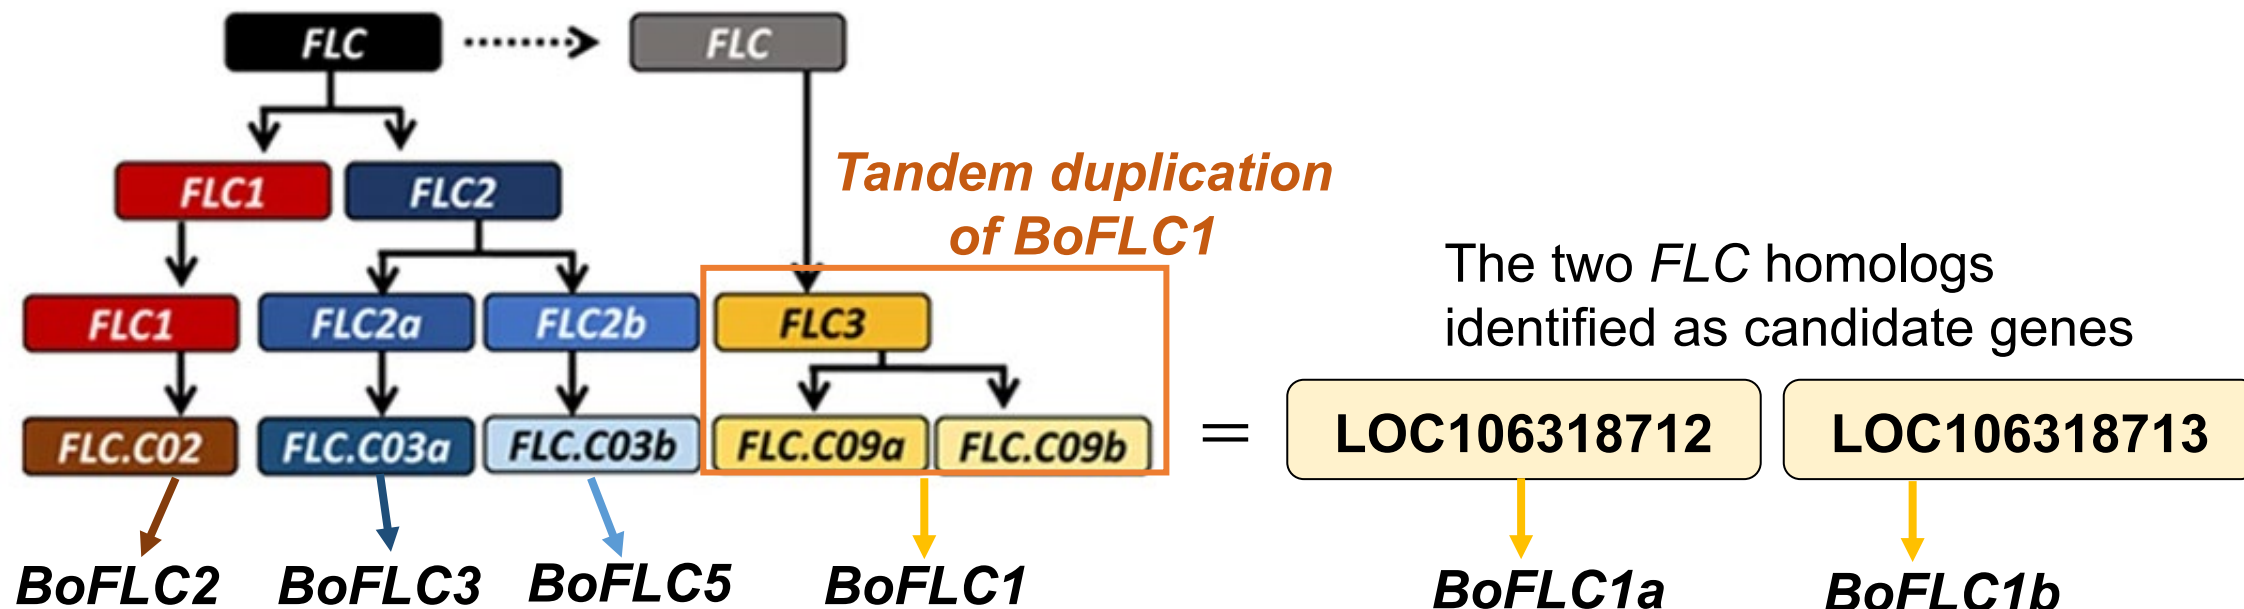 FLC
FLC
FLC1
FLC2
Tandem duplication
of BoFLC1
The two FLC homologs
identified as candidate genes
FLC1
FLC2a
FLC2b
FLC3
FLC.C02
FLC.C03a
FLC.C03b
FLC.C09a
FLC.C09b
=
LOC106318712
LOC106318713
BoFLC2
BoFLC3
BoFLC5
BoFLC1
BoFLC1a
BoFLC1b